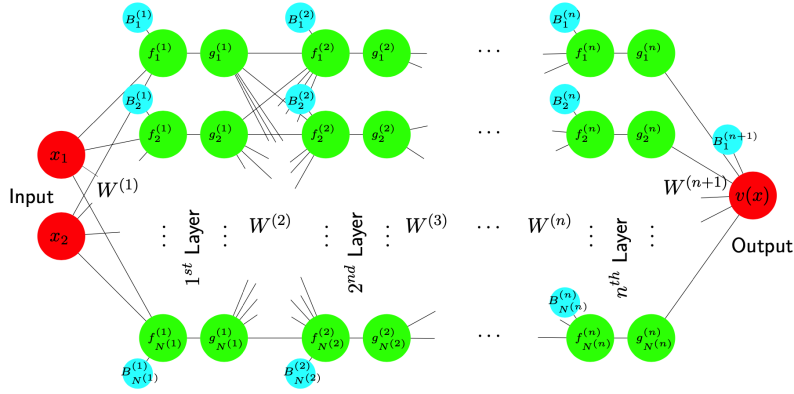 B_1^{(1)} B_1^{(2)} B_1^{(n)}
f_1^{(1)} g_1^{(1)} f_1^{(2)} g_1^{(2)} ··· f_1^{(n)} g_1^{(n)}
B_2^{(1)} B_2^{(2)} B_2^{(n)}
f_2^{(1)} g_2^{(1)} f_2^{(2)} g_2^{(2)} ··· f_2^{(n)} g_2^{(n)}
B_1^{(n+1)}
x_1
Input W^{(1)} W^{(n+1)} v(x)
x_2
⋮ 1^{st} Layer ⋮ W^{(2)} ⋮ 2^{nd} Layer ⋮ W^{(3)} ··· W^{(n)} ⋮ n^{th} Layer ⋮
Output
B_{N^{(n)}}^{(n)}
f_{N^{(1)}}^{(1)} g_{N^{(1)}}^{(1)} f_{N^{(2)}}^{(2)} g_{N^{(2)}}^{(2)} ··· f_{N^{(n)}}^{(n)} g_{N^{(n)}}^{(n)}
B_{N^{(1)}}^{(1)} B_{N^{(2)}}^{(2)}